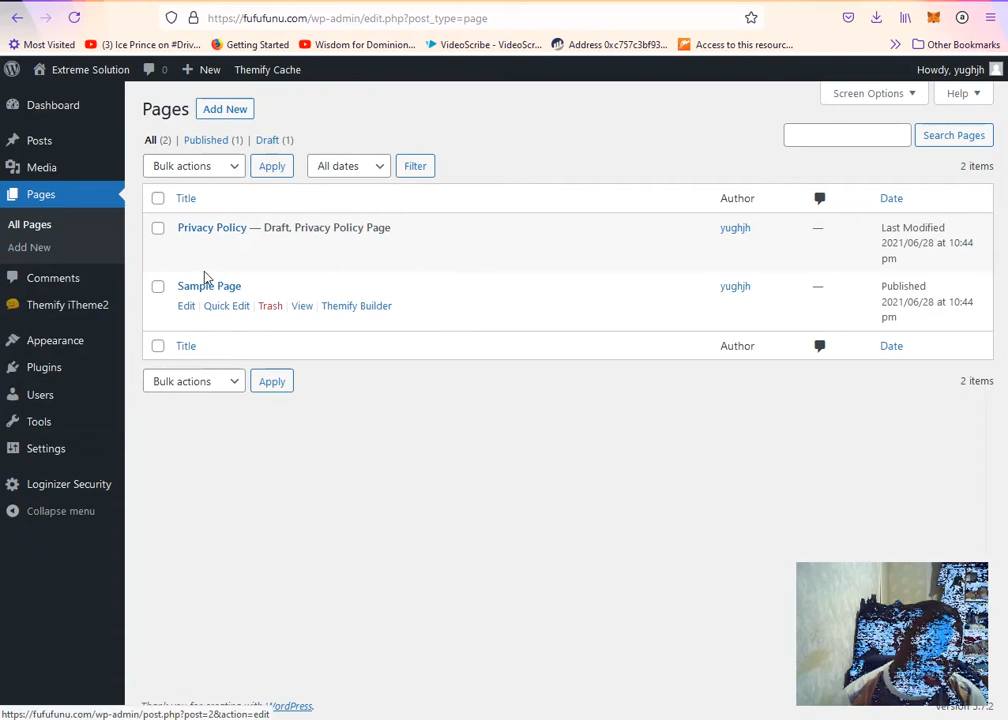 https://fufufunu.com/wp-admin/edit.php?post_type=page
Most Visited (3) Ice Prince on #Driv... Getting Started Wisdom for Dominion... VideoScribe - VideoScr... Address 0xc757c3bf93... Access to this resourc... Other Bookmarks
Extreme Solution 0 New Themify Cache Howdy, yughjh
Screen Options Help
Dashboard
Posts
Media
Pages
All Pages
Add New
Comments
Themify iTheme2
Appearance
Plugins
Users
Tools
Settings
Loginizer Security
Collapse menu
Pages Add New
All (2) | Published (1) | Draft (1)
Search Pages
Bulk actions Apply All dates Filter 2 items
Title Author Date
Privacy Policy — Draft, Privacy Policy Page yughjh — Last Modified
2021/06/28 at 10:44
pm
Sample Page yughjh — Published
Edit | Quick Edit | Trash | View | Themify Builder 2021/06/28 at 10:44
pm
Title Author Date
Bulk actions Apply 2 items
Thank you for creating with WordPress.
https://fufufunu.com/wp-admin/post.php?post=2&action=edit